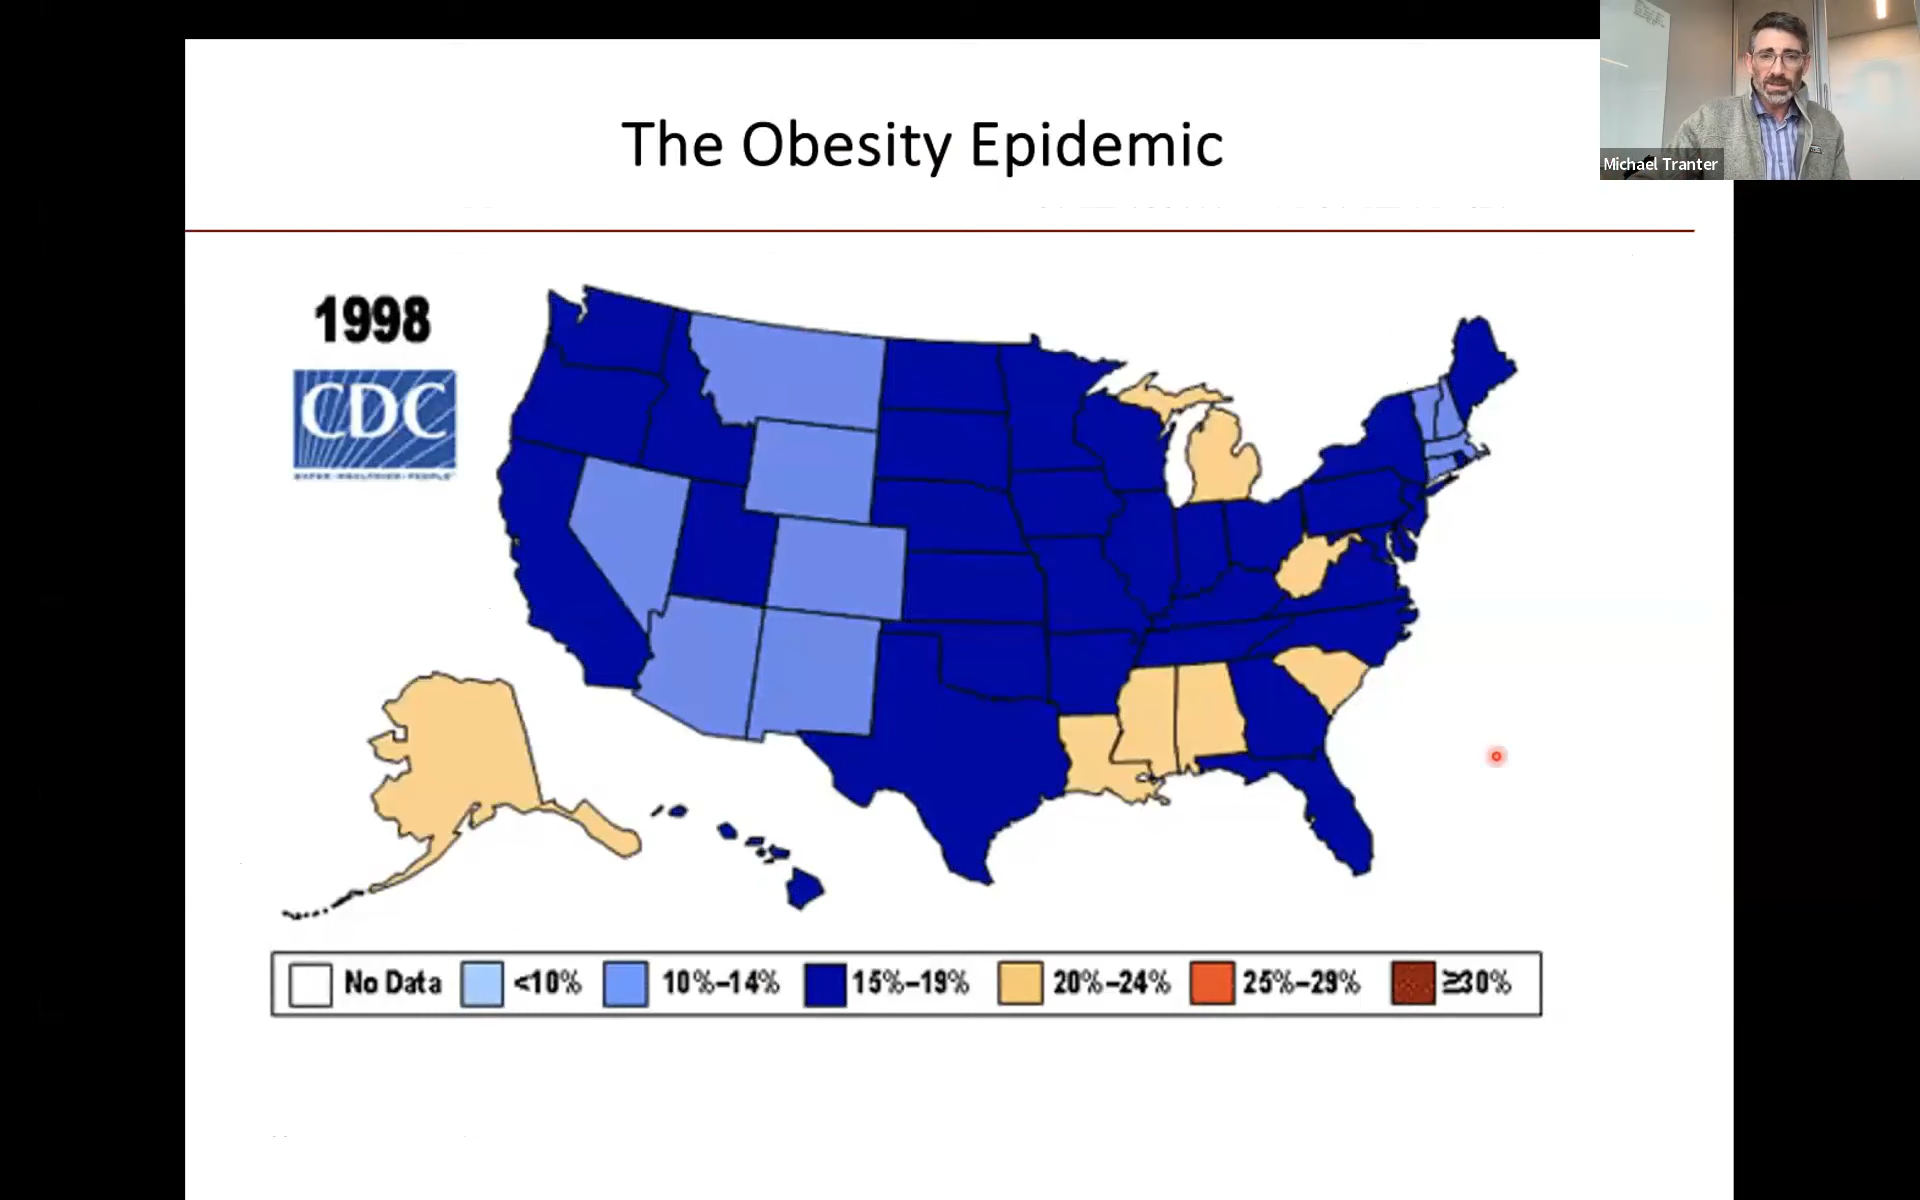 The Obesity Epidemic
Michael Tranter
1998
CDC
No Data <10% 10%–14% 15%–19% 20%–24% 25%–29% ≥30%